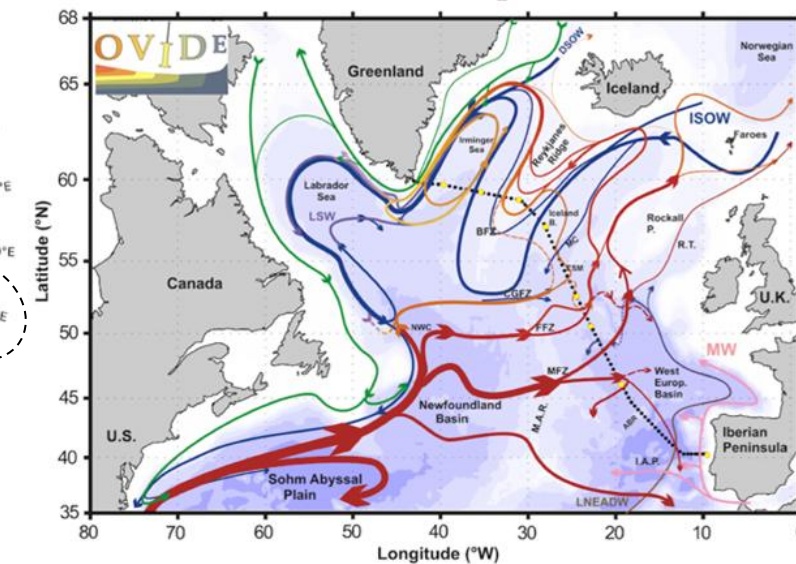 OVIDE
68
65
60
55
50
45
40
35
Latitude (°N)
80
70
60
50
40
30
20
10
Longitude (°W)
°E
°E
E
Greenland
DSOW
Iceland
Norwegian
Sea
ISOW
Faroes
Irminger
Sea
Reykjanes
Ridge
Labrador
Sea
LSW
Iceland
B.
BFZ
MC
Rockall
P.
R.T.
Canada
CGFZ
U.K.
NWC
FFZ
MW
MFZ
West
Europ.
Basin
Newfoundland
Basin
M.A.R.
ABR
U.S.
Iberian
Peninsula
I.A.P.
Sohm Abyssal
Plain
LNEADW